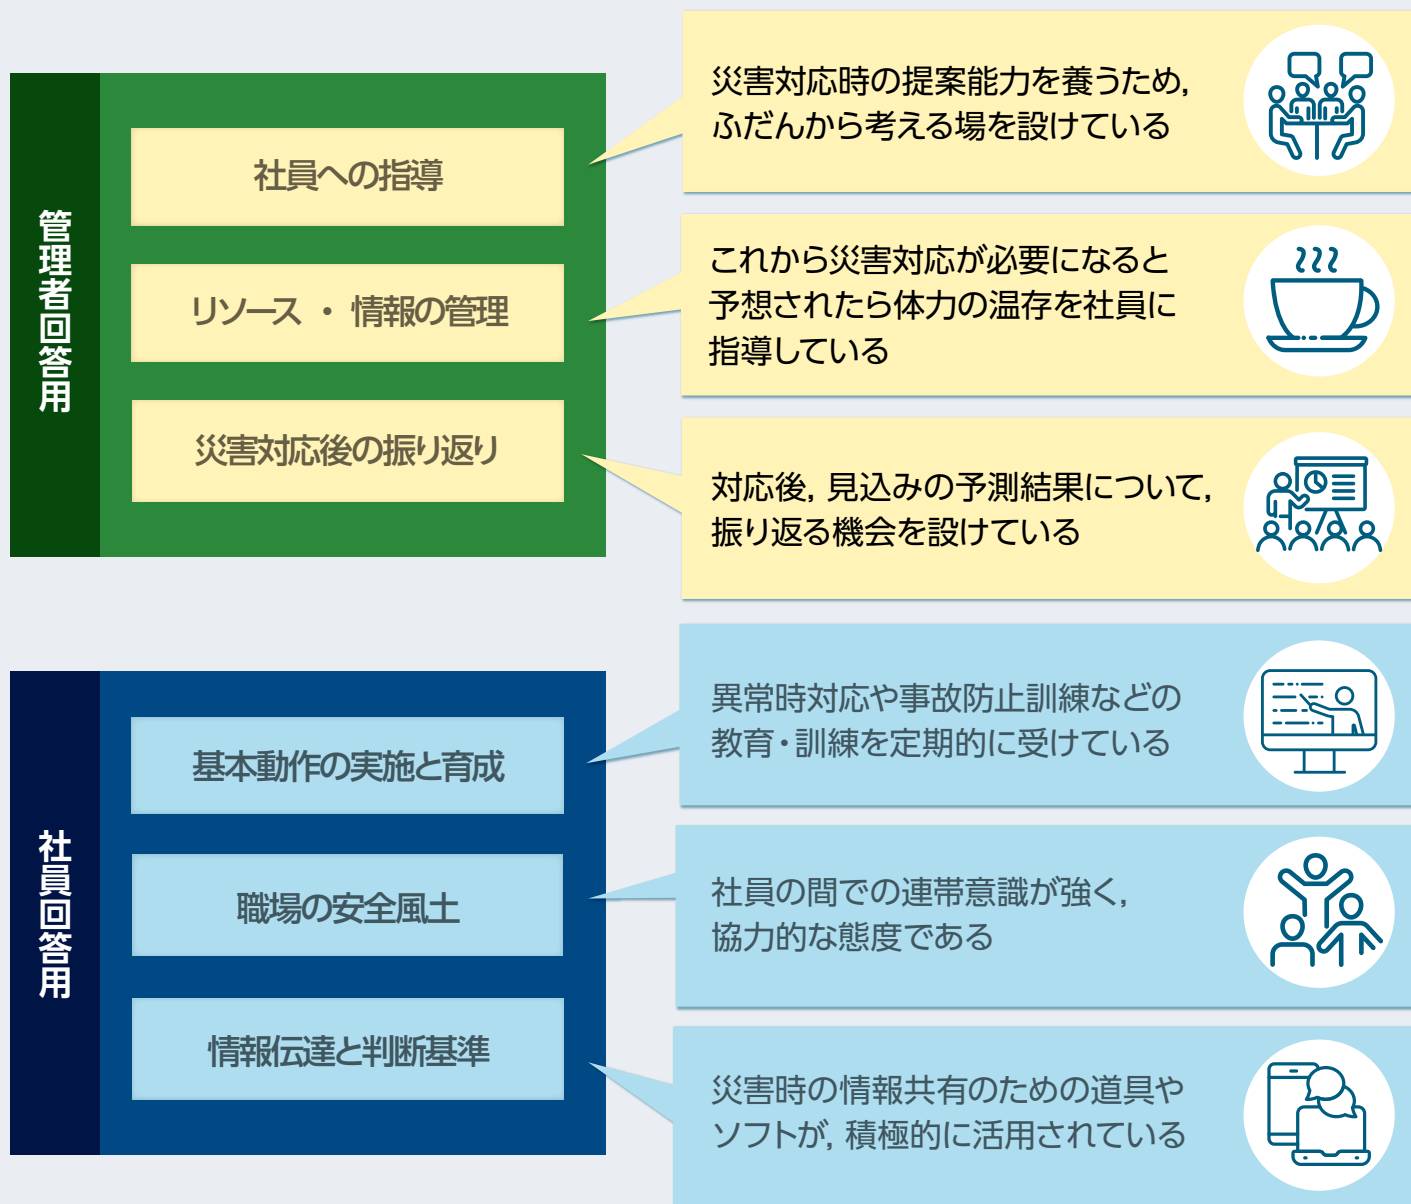 管理者回答用
社員への指導
災害対応時の提案能力を養うため,
ふだんから考える場を設けている
リソース ・ 情報の管理
これから災害対応が必要になると
予想されたら体力の温存を社員に
指導している
災害対応後の振り返り
対応後, 見込みの予測結果について,
振り返る機会を設けている
社員回答用
基本動作の実施と育成
異常時対応や事故防止訓練などの
教育・訓練を定期的に受けている
職場の安全風土
社員の間での連帯意識が強く,
協力的な態度である
情報伝達と判断基準
災害時の情報共有のための道具や
ソフトが, 積極的に活用されている